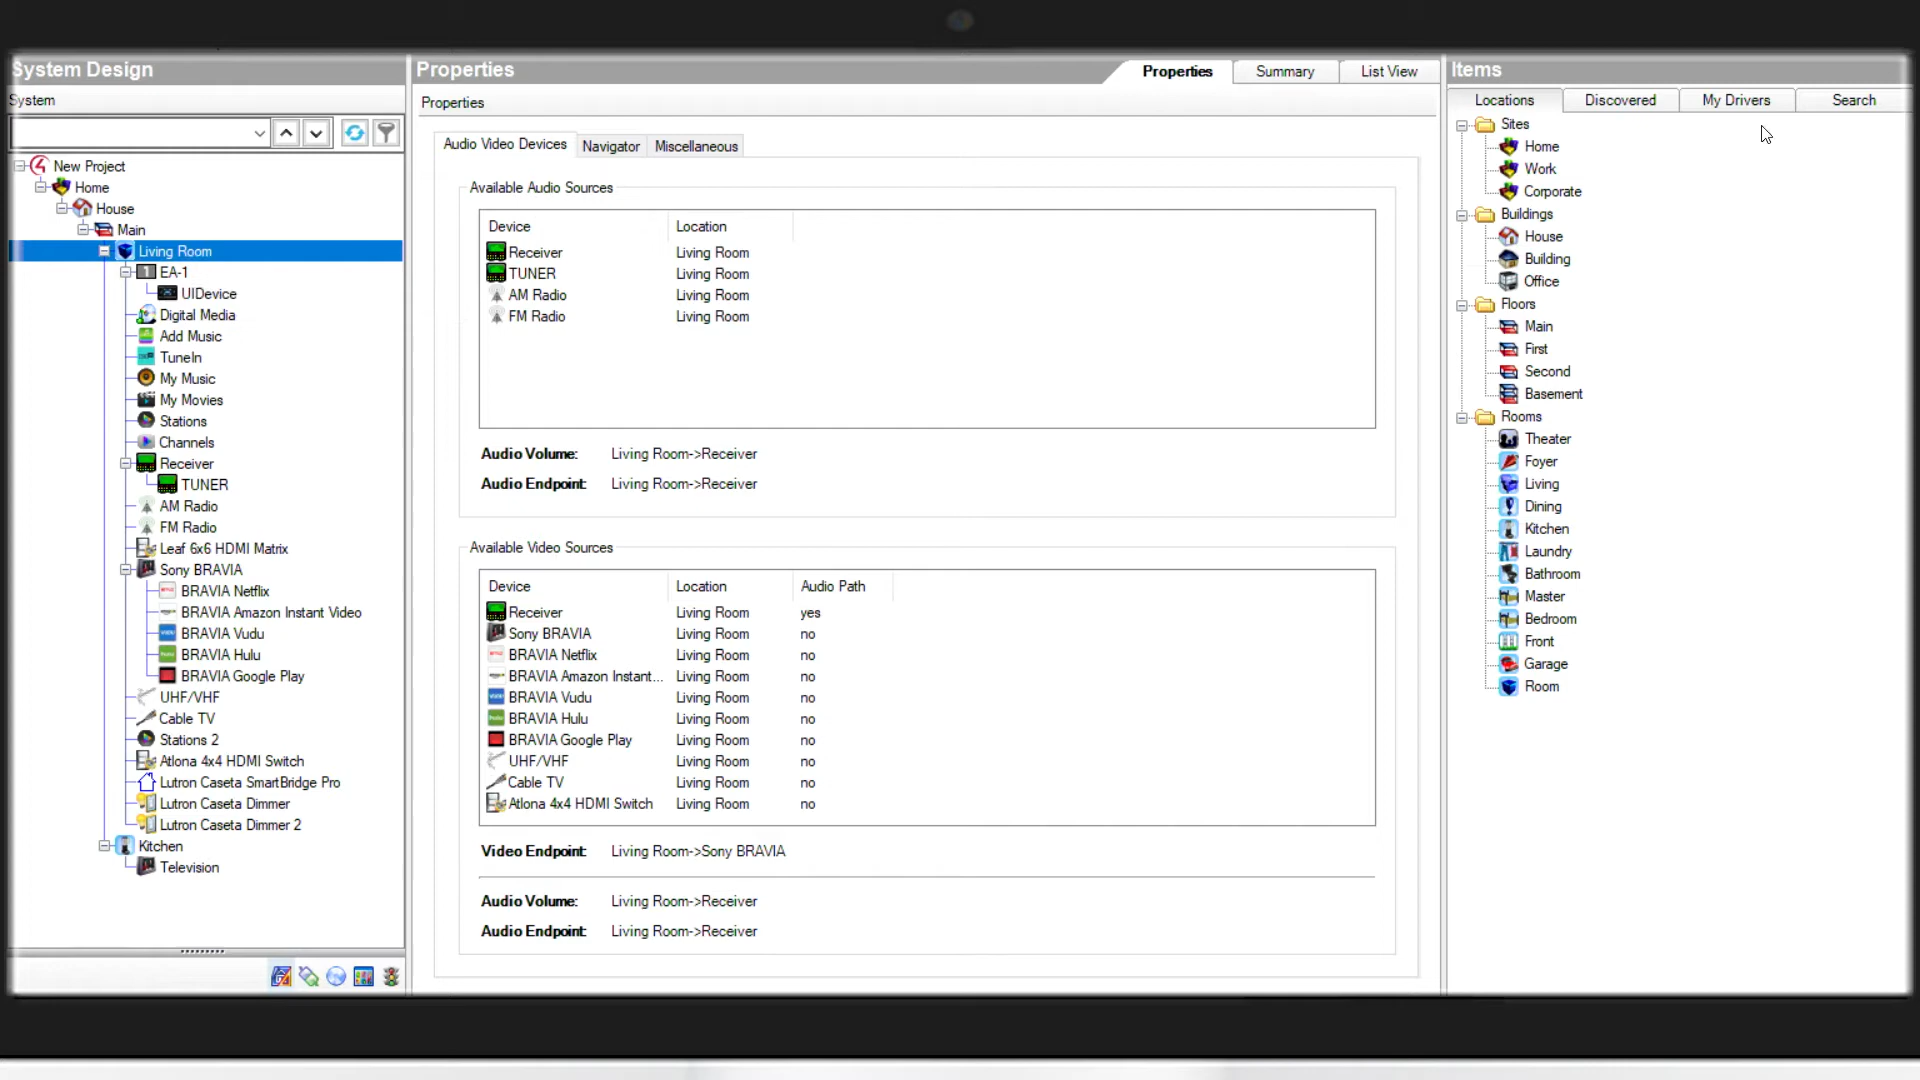 System Design
System
New Project
Home
House
Main
Living Room
1 EA-1
UIDevice
Digital Media
Add Music
TuneIn
My Music
My Movies
Stations
Channels
Receiver
TUNER
AM Radio
FM Radio
Leaf 6x6 HDMI Matrix
Sony BRAVIA
BRAVIA Netflix
BRAVIA Amazon Instant Video
BRAVIA Vudu
BRAVIA Hulu
BRAVIA Google Play
UHF/VHF
Cable TV
Stations 2
Atlona 4x4 HDMI Switch
Lutron Caseta SmartBridge Pro
Lutron Caseta Dimmer
Lutron Caseta Dimmer 2
Kitchen
Television
Properties
Properties Summary List View
Properties
Audio Video Devices Navigator Miscellaneous
Available Audio Sources
Device Location
Receiver Living Room
TUNER Living Room
AM Radio Living Room
FM Radio Living Room
Audio Volume: Living Room->Receiver
Audio Endpoint: Living Room->Receiver
Available Video Sources
Device Location Audio Path
Receiver Living Room yes
Sony BRAVIA Living Room no
BRAVIA Netflix Living Room no
BRAVIA Amazon Instant... Living Room no
BRAVIA Vudu Living Room no
BRAVIA Hulu Living Room no
BRAVIA Google Play Living Room no
UHF/VHF Living Room no
Cable TV Living Room no
Atlona 4x4 HDMI Switch Living Room no
Video Endpoint: Living Room->Sony BRAVIA
Audio Volume: Living Room->Receiver
Audio Endpoint: Living Room->Receiver
Items
Locations Discovered My Drivers Search
Sites
Home
Work
Corporate
Buildings
House
Building
Office
Floors
Main
First
Second
Basement
Rooms
Theater
Foyer
Living
Dining
Kitchen
Laundry
Bathroom
Master
Bedroom
Front
Garage
Room